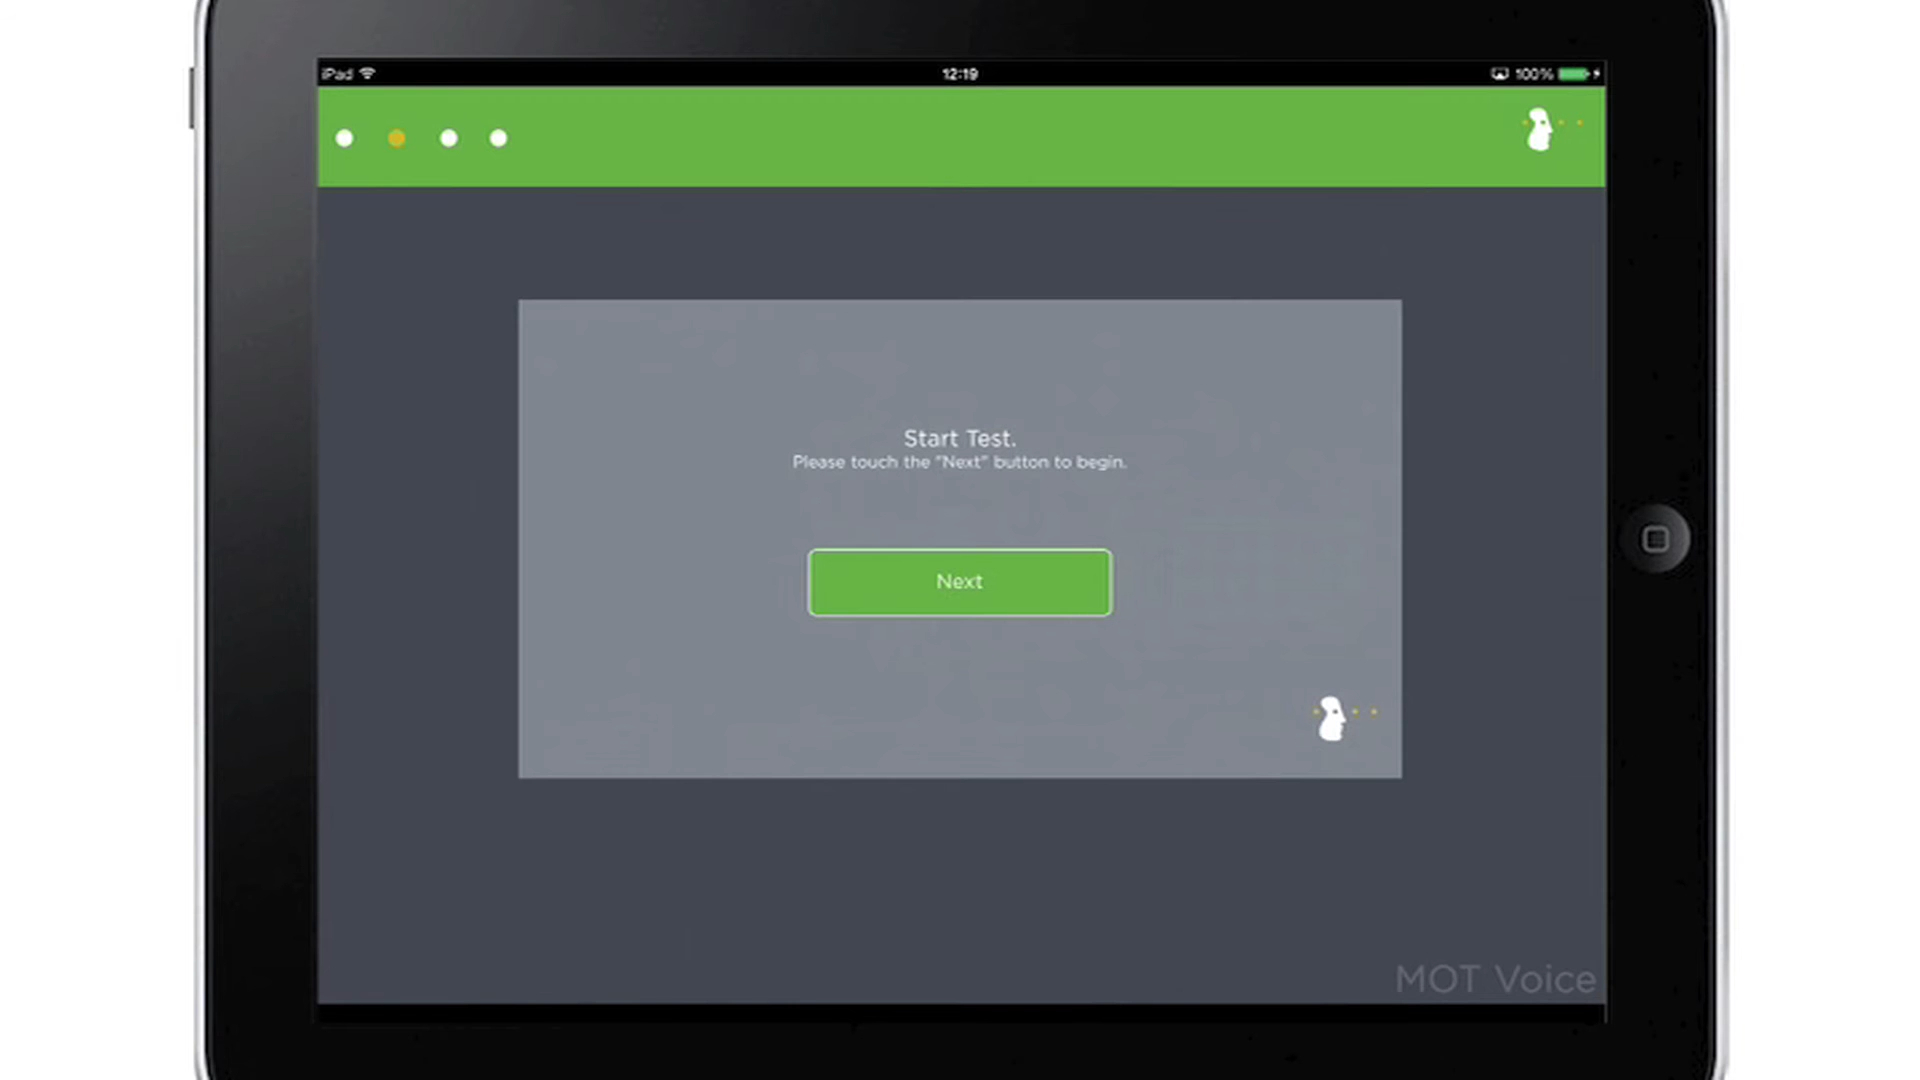 iPad
12:19
100%
Start Test.
Please touch the "Next" button to begin.
Next
MOT Voice